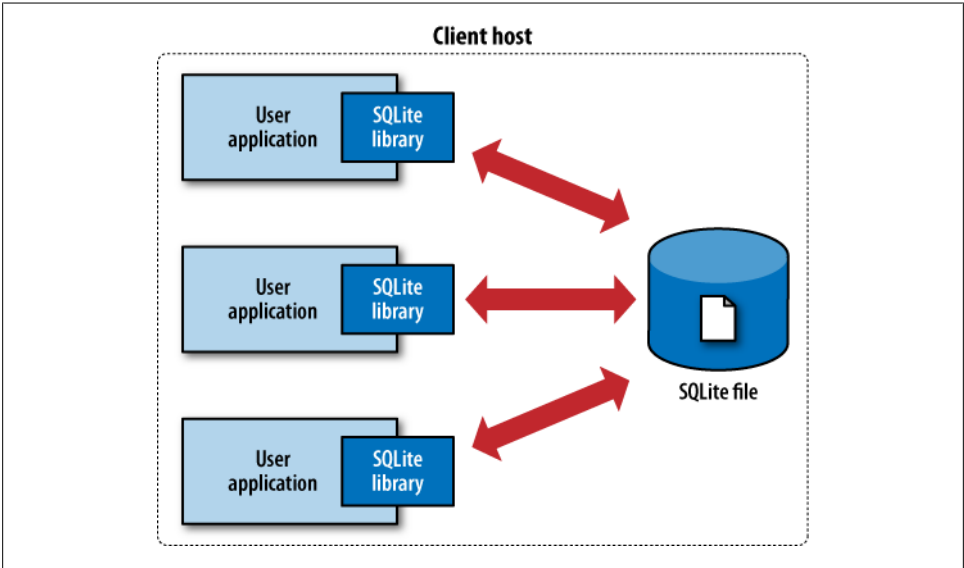 Client host
User
application
SQLite
library
User
application
SQLite
library
User
application
SQLite
library
SQLite file